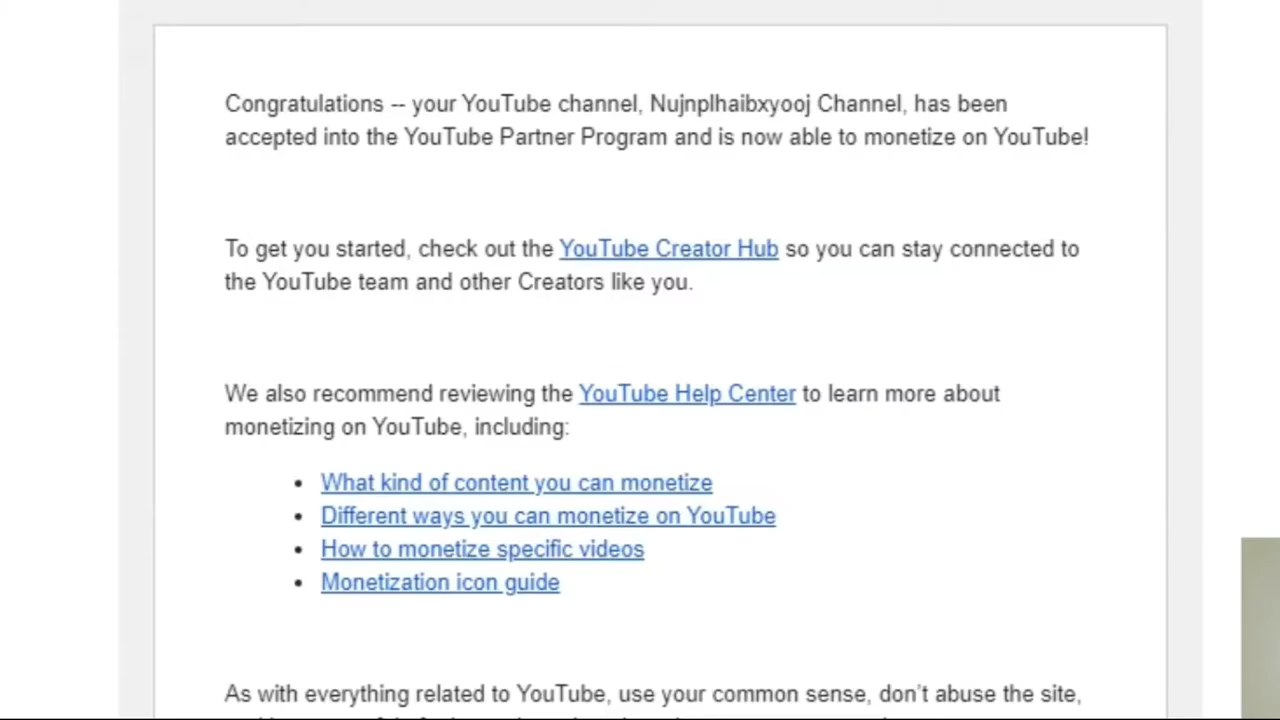 Congratulations -- your YouTube channel, Nujnplhaibxyooj Channel, has been
accepted into the YouTube Partner Program and is now able to monetize on YouTube!
To get you started, check out the YouTube Creator Hub so you can stay connected to
the YouTube team and other Creators like you.
We also recommend reviewing the YouTube Help Center to learn more about
monetizing on YouTube, including:
• What kind of content you can monetize
• Different ways you can monetize on YouTube
• How to monetize specific videos
• Monetization icon guide
As with everything related to YouTube, use your common sense, don’t abuse the site,